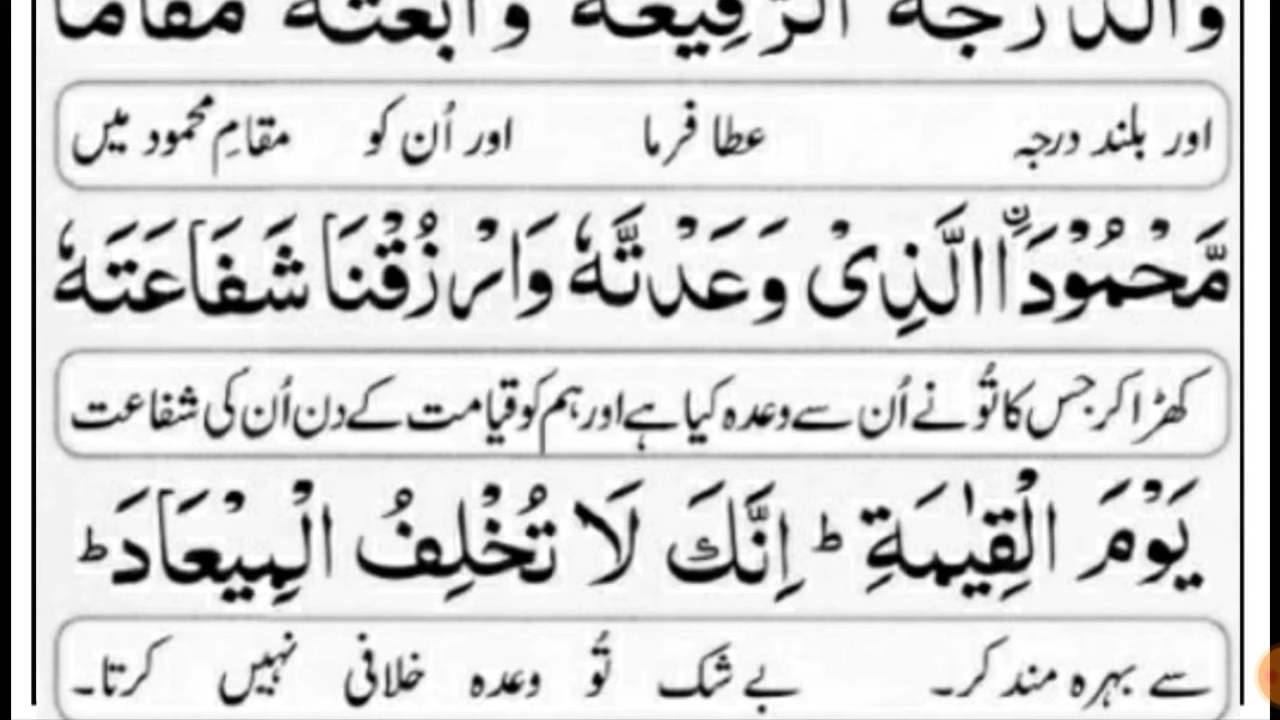 وَالدَّرَجَةَ الرَّفِيْعَةَ وَابْعَثْهُ مَقَامًا
اور بلند درجہ عطا فرما اور اُن کو مقامِ محمود میں
مَّحْمُوْدَاۨ الَّذِیْ وَعَدْتَّهٗ وَارْزُقْنَا شَفَاعَتَهٗ
کھڑا کر جس کا تُو نے اُن سے وعدہ کیا ہے اور ہم کو قیامت کے دن اُن کی شفاعت
یَوْمَ الْقِیٰمَةِ ؕ اِنَّكَ لَا تُخْلِفُ الْمِیْعَادَ ؕ
سے بہرہ مند کر۔ بے شک تُو وعدہ خلافی نہیں کرتا۔